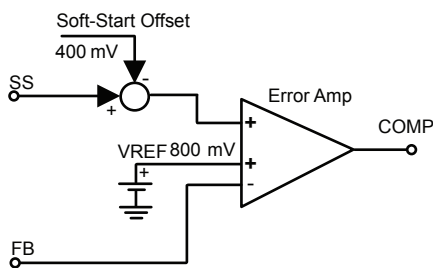 Soft-Start Offset
400 mV
-
SS
+
Error Amp
+
COMP
VREF 800 mV
+
+
-
FB